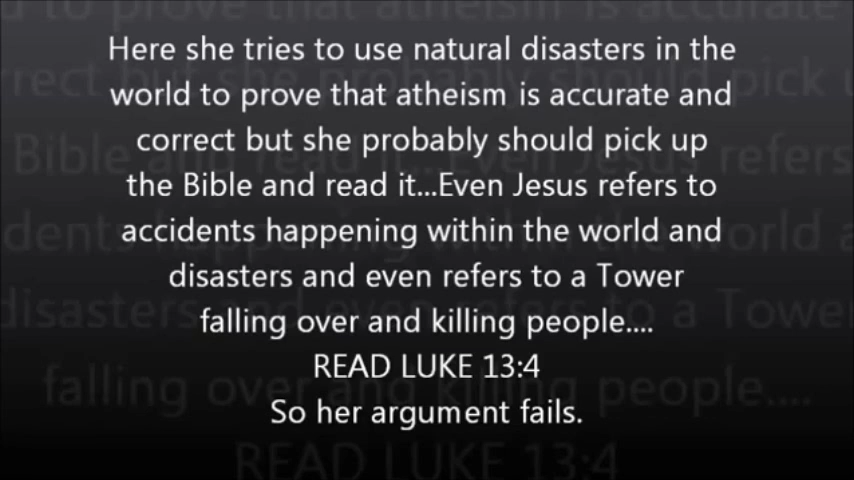 Here she tries to use natural disasters in the
world to prove that atheism is accurate and
correct but she probably should pick up
the Bible and read it...Even Jesus refers to
accidents happening within the world and
disasters and even refers to a Tower
falling over and killing people....
READ LUKE 13:4
So her argument fails.